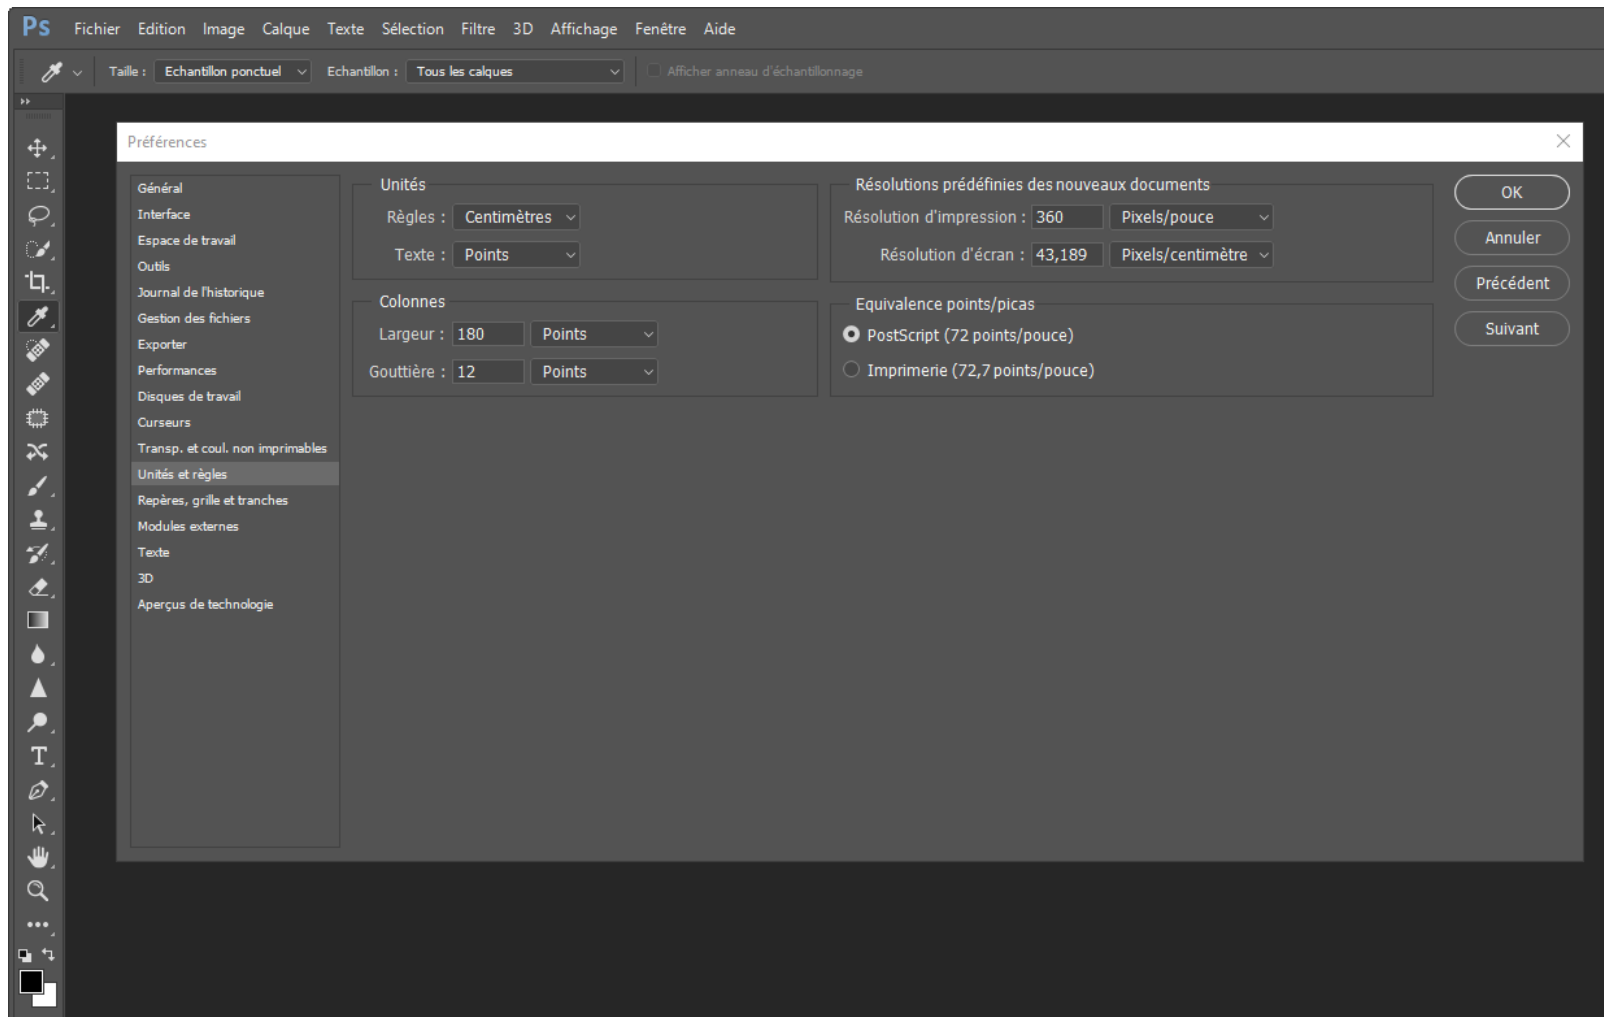 Ps Fichier Edition Image Calque Texte Sélection Filtre 3D Affichage Fenêtre Aide
Taille : Echantillon ponctuel Echantillon : Tous les calques Afficher anneau d'échantillonnage
Préférences
Général
Interface
Espace de travail
Outils
Journal de l'historique
Gestion des fichiers
Exporter
Performances
Disques de travail
Curseurs
Transp. et coul. non imprimables
Unités et règles
Repères, grille et tranches
Modules externes
Texte
3D
Aperçus de technologie
Unités
Règles : Centimètres
Texte : Points
Colonnes
Largeur : 180 Points
Gouttière : 12 Points
Résolutions prédéfinies des nouveaux documents
Résolution d'impression : 360 Pixels/pouce
Résolution d'écran : 43,189 Pixels/centimètre
Equivalence points/picas
PostScript (72 points/pouce)
Imprimerie (72,7 points/pouce)
OK
Annuler
Précédent
Suivant